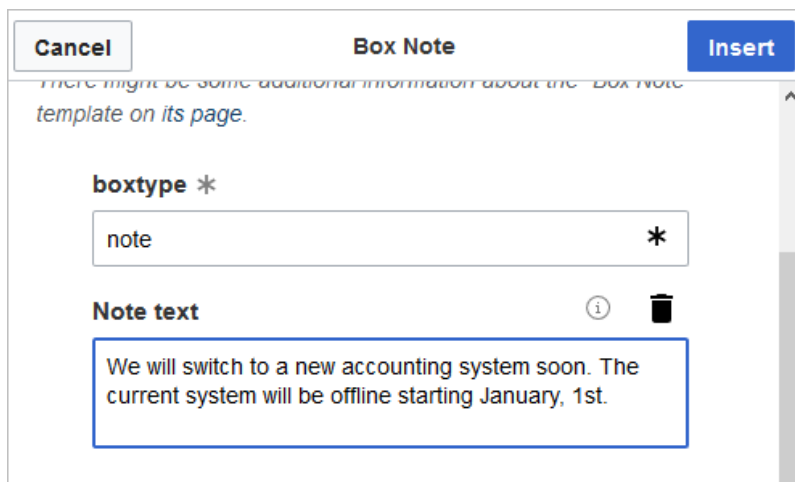 Cancel Box Note Insert
There might be some additional information about the "Box Note"
template on its page.
boxtype *
note *
Note text
We will switch to a new accounting system soon. The
current system will be offline starting January, 1st.